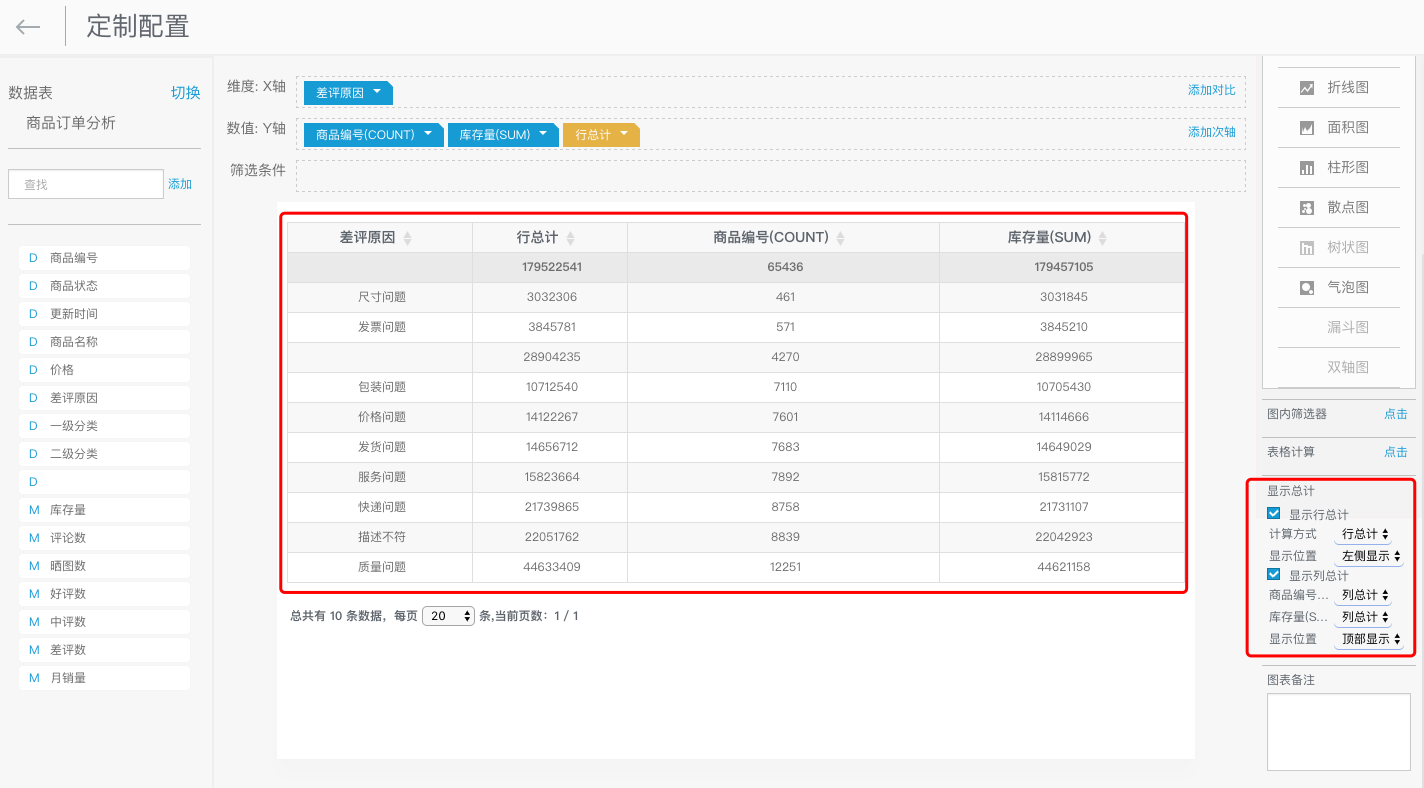 定制配置
数据表 切换
商品订单分析
查找 添加
D 商品编号
D 商品状态
D 更新时间
D 商品名称
D 价格
D 差评原因
D 一级分类
D 二级分类
D
M 库存量
M 评论数
M 晒图数
M 好评数
M 中评数
M 差评数
M 月销量
维度: X轴 差评原因 添加对比
数值: Y轴 商品编号(COUNT) 库存量(SUM) 行总计 添加次轴
筛选条件
差评原因 行总计 商品编号(COUNT) 库存量(SUM)
179522541 65436 179457105
尺寸问题 3032306 461 3031845
发票问题 3845781 571 3845210
28904235 4270 28899965
包装问题 10712540 7110 10705430
价格问题 14122267 7601 14114666
发货问题 14656712 7683 14649029
服务问题 15823664 7892 15815772
快递问题 21739865 8758 21731107
描述不符 22051762 8839 22042923
质量问题 44633409 12251 44621158
总共有 10 条数据，每页 20 条,当前页数：1 / 1
折线图
面积图
柱形图
散点图
树状图
气泡图
漏斗图
双轴图
图内筛选器 点击
表格计算 点击
显示总计
显示行总计
计算方式 行总计
显示位置 左侧显示
显示列总计
商品编号... 列总计
库存量(S... 列总计
显示位置 顶部显示
图表备注